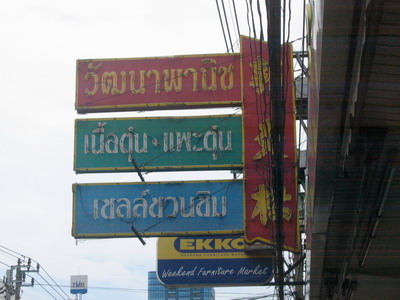 วัฒนาพานิช
เนื้อตุ๋น · แพะตุ๋น
เชลล์ชวนชิม
EKKO
Weekend Furniture Market